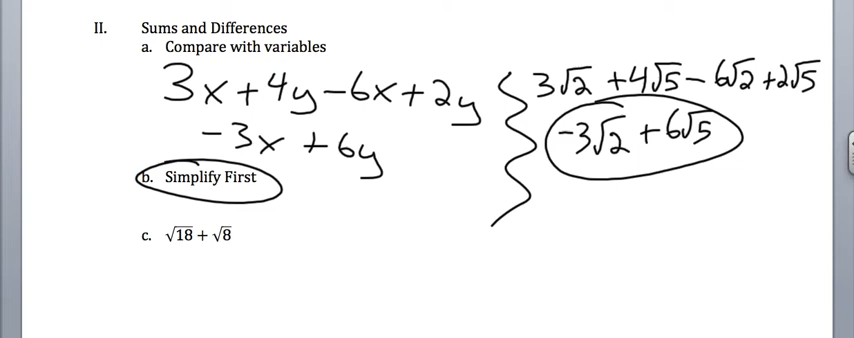 II. Sums and Differences
a. Compare with variables
3x+4y-6x+2y
-3x+6y
3√2+4√5-6√2+2√5
-3√2+6√5
b. Simplify First
c. √18 + √8